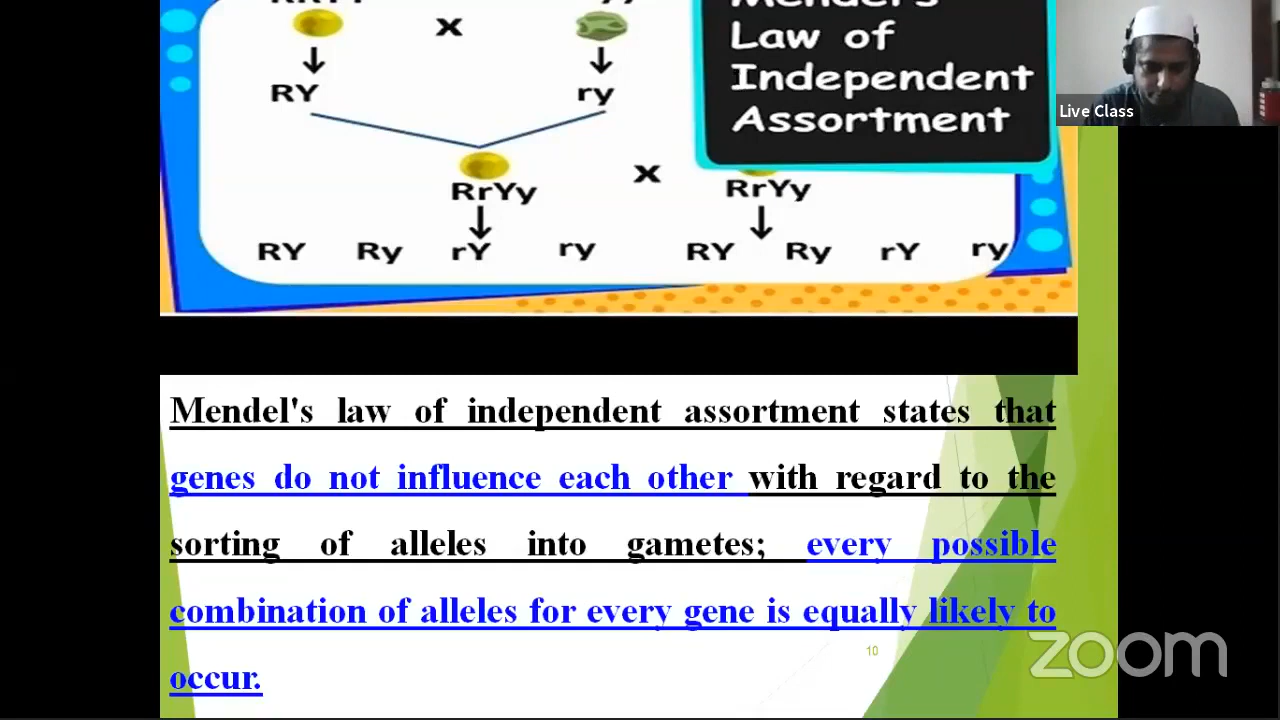 x
RY
ry
Law of
Independent
Assortment
Live Class
x
RrYy
RrYy
RY Ry rY ry RY Ry rY ry
Mendel's law of independent assortment states that
genes do not influence each other with regard to the
sorting of alleles into gametes; every possible
combination of alleles for every gene is equally likely to
occur.
10
zoom